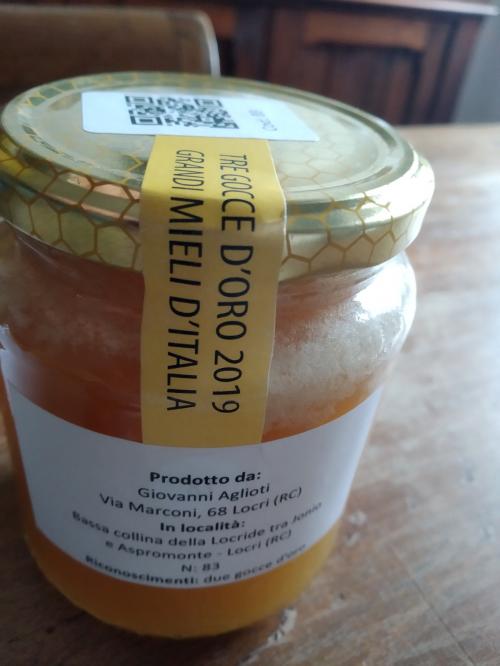 TRE GOCCE D'ORO 2019
GRANDI MIELI D'ITALIA
Prodotto da:
Giovanni Aglioti
Via Marconi, 68 Locri (RC)
In località:
Bassa collina della Locride tra Jonio
e Aspromonte - Locri (RC)
N: 83
Riconoscimenti: due gocce d'oro